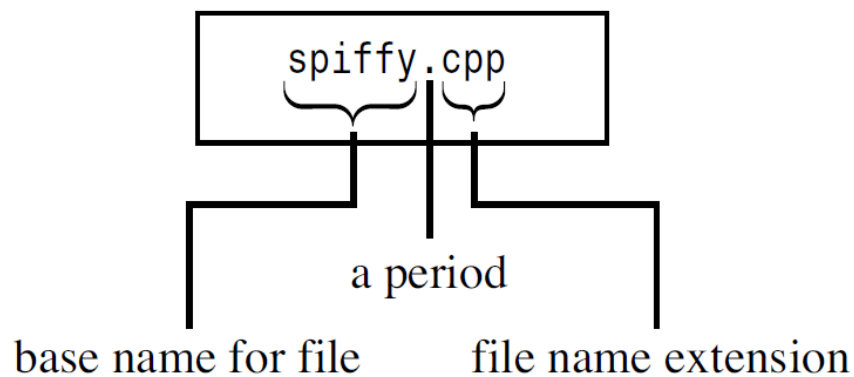 spiffy.cpp
a period
base name for file
file name extension